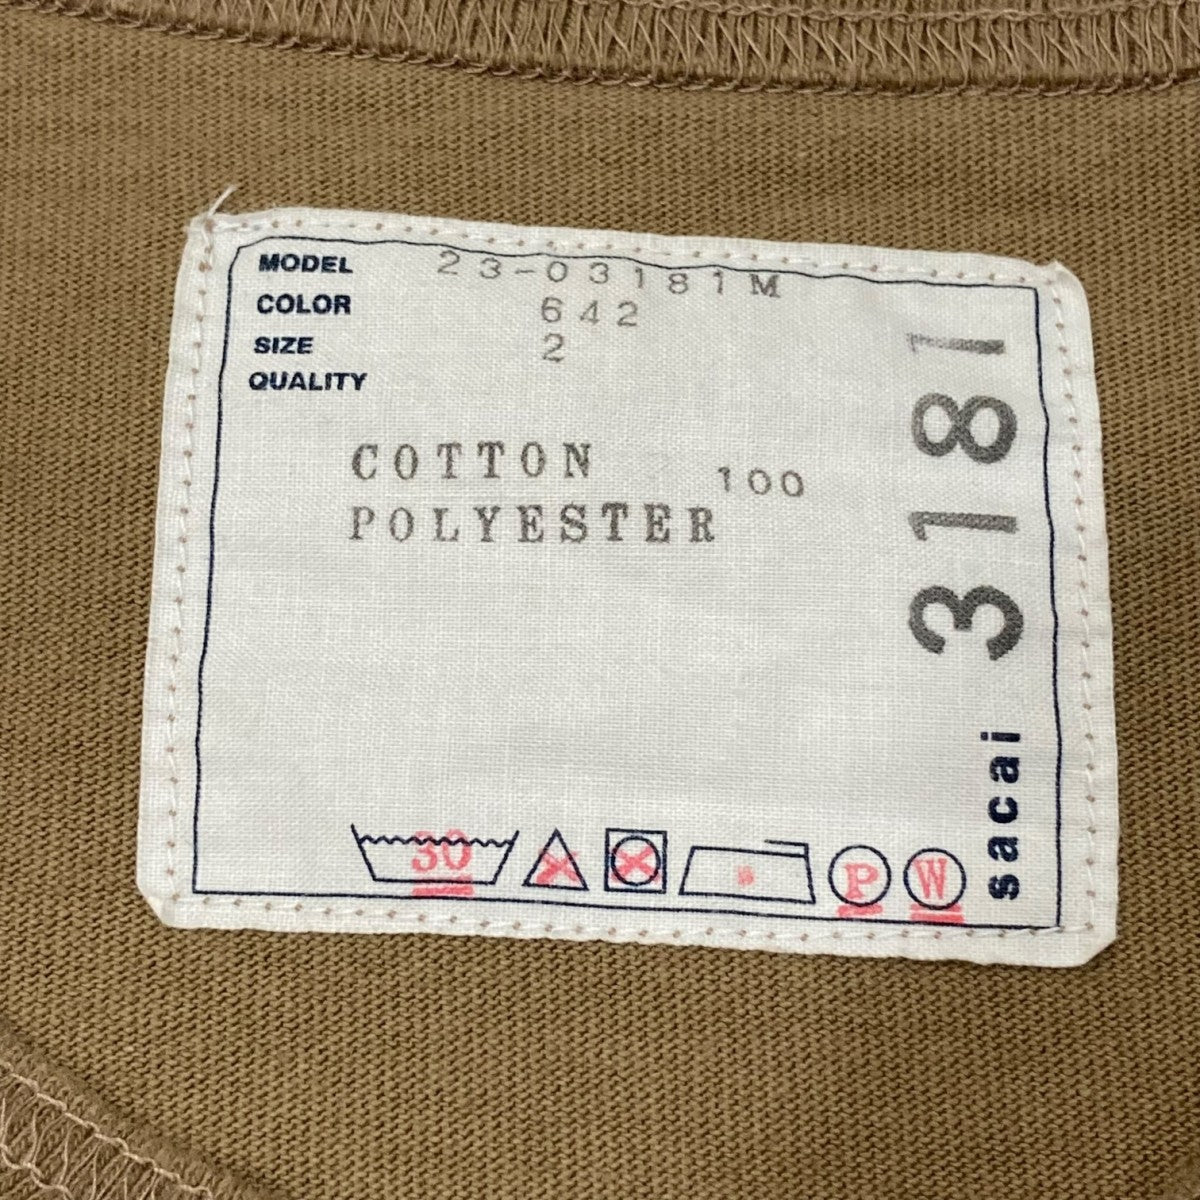 MODEL 23-03181M
COLOR 642
SIZE 2
QUALITY
COTTON 100
POLYESTER
30
P
W
sacai 3181